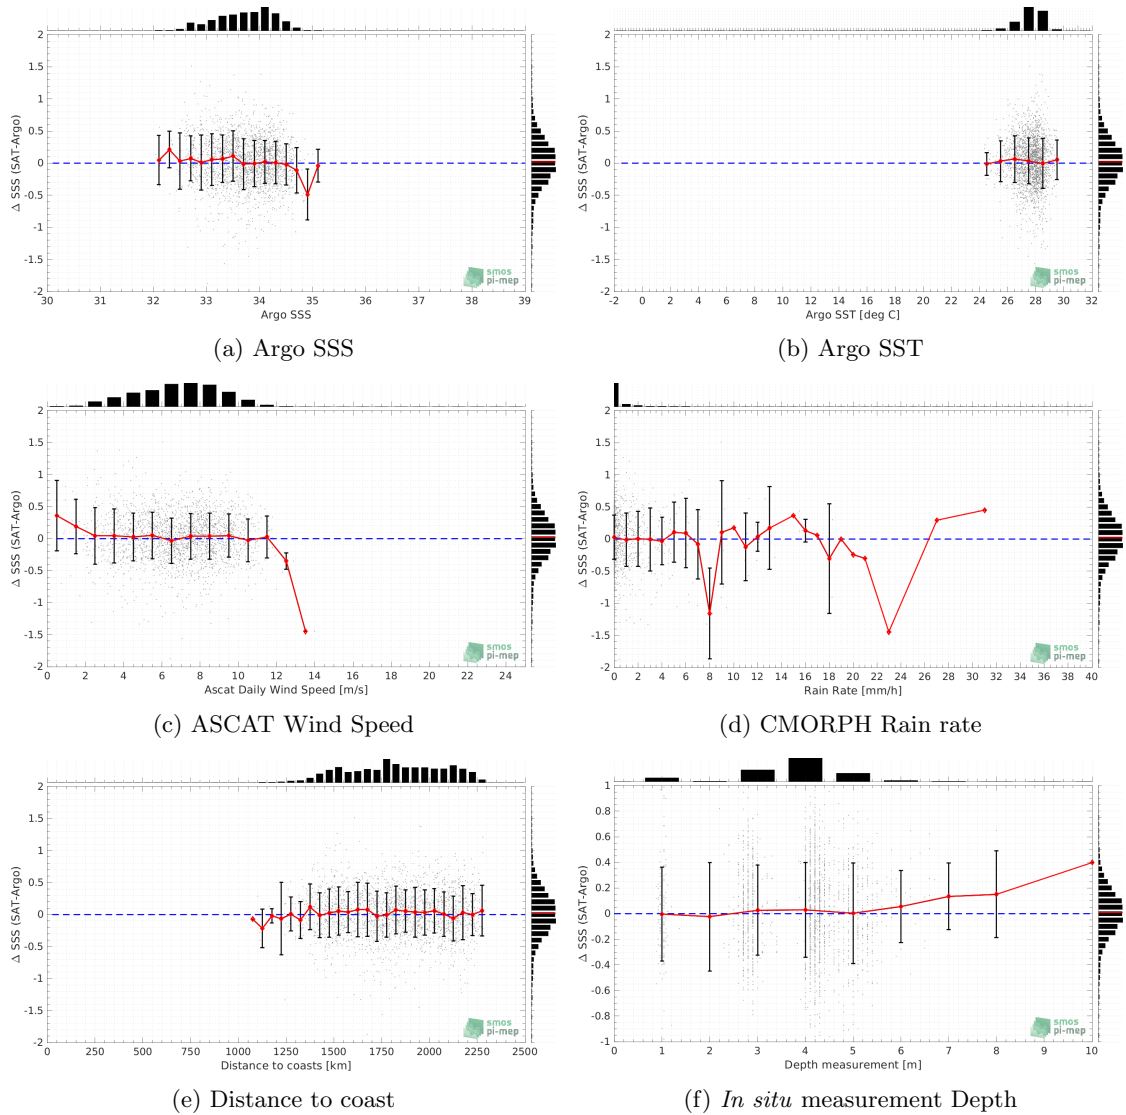 2
1.5
1
0.5
0
-0.5
-1
-1.5
-2
Δ SSS (SAT-Argo)
30 31 32 33 34 35 36 37 38 39
Argo SSS
smos
pi-mep
(a) Argo SSS
2
1.5
1
0.5
0
-0.5
-1
-1.5
-2
Δ SSS (SAT-Argo)
-2 0 2 4 6 8 10 12 14 16 18 20 22 24 26 28 30 32
Argo SST [deg C]
smos
pi-mep
(b) Argo SST
2
1.5
1
0.5
0
-0.5
-1
-1.5
-2
Δ SSS (SAT-Argo)
0 2 4 6 8 10 12 14 16 18 20 22 24
Ascat Daily Wind Speed [m/s]
smos
pi-mep
(c) ASCAT Wind Speed
2
1.5
1
0.5
0
-0.5
-1
-1.5
-2
Δ SSS (SAT-Argo)
0 2 4 6 8 10 12 14 16 18 20 22 24 26 28 30 32 34 36 38 40
Rain Rate [mm/h]
smos
pi-mep
(d) CMORPH Rain rate
2
1.5
1
0.5
0
-0.5
-1
-1.5
-2
Δ SSS (SAT-Argo)
0 250 500 750 1000 1250 1500 1750 2000 2250 2500
Distance to coasts [km]
smos
pi-mep
(e) Distance to coast
1
0.8
0.6
0.4
0.2
0
-0.2
-0.4
-0.6
-0.8
-1
Δ SSS (SAT-Argo)
0 1 2 3 4 5 6 7 8 9 10
Depth measurement [m]
smos
pi-mep
(f) In situ measurement Depth